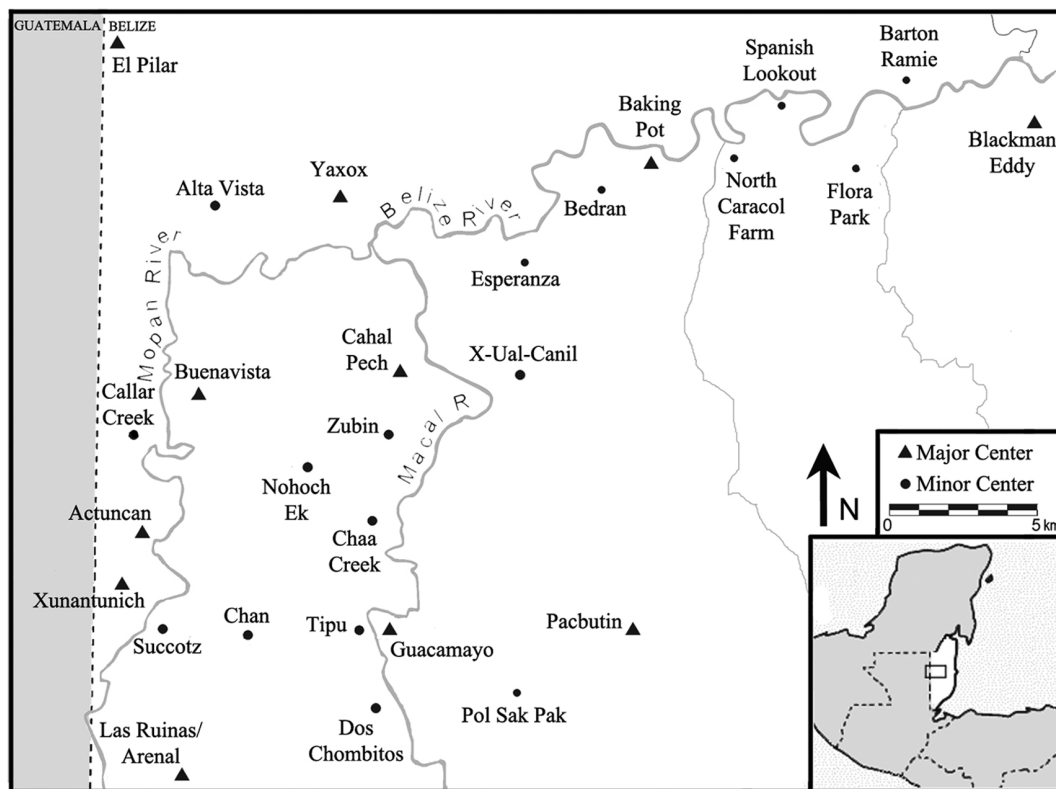 GUATEMALA
BELIZE
El Pilar
Spanish
Lookout
Barton
Ramie
Baking
Pot
Blackman
Eddy
Alta Vista
Yaxox
Belize River
Bedran
North
Caracol
Farm
Flora
Park
Mopan River
Esperanza
Cahal
Pech
X-Ual-Canil
Buenavista
Callar
Creek
Zubin
Macal R
Nohoch
Ek
Actuncan
Chaa
Creek
Xunantunich
Succotz
Chan
Tipu
Guacamayo
Pacbutin
Las Ruinas/
Arenal
Dos
Chombitos
Pol Sak Pak
N
Major Center
Minor Center
0
5 km